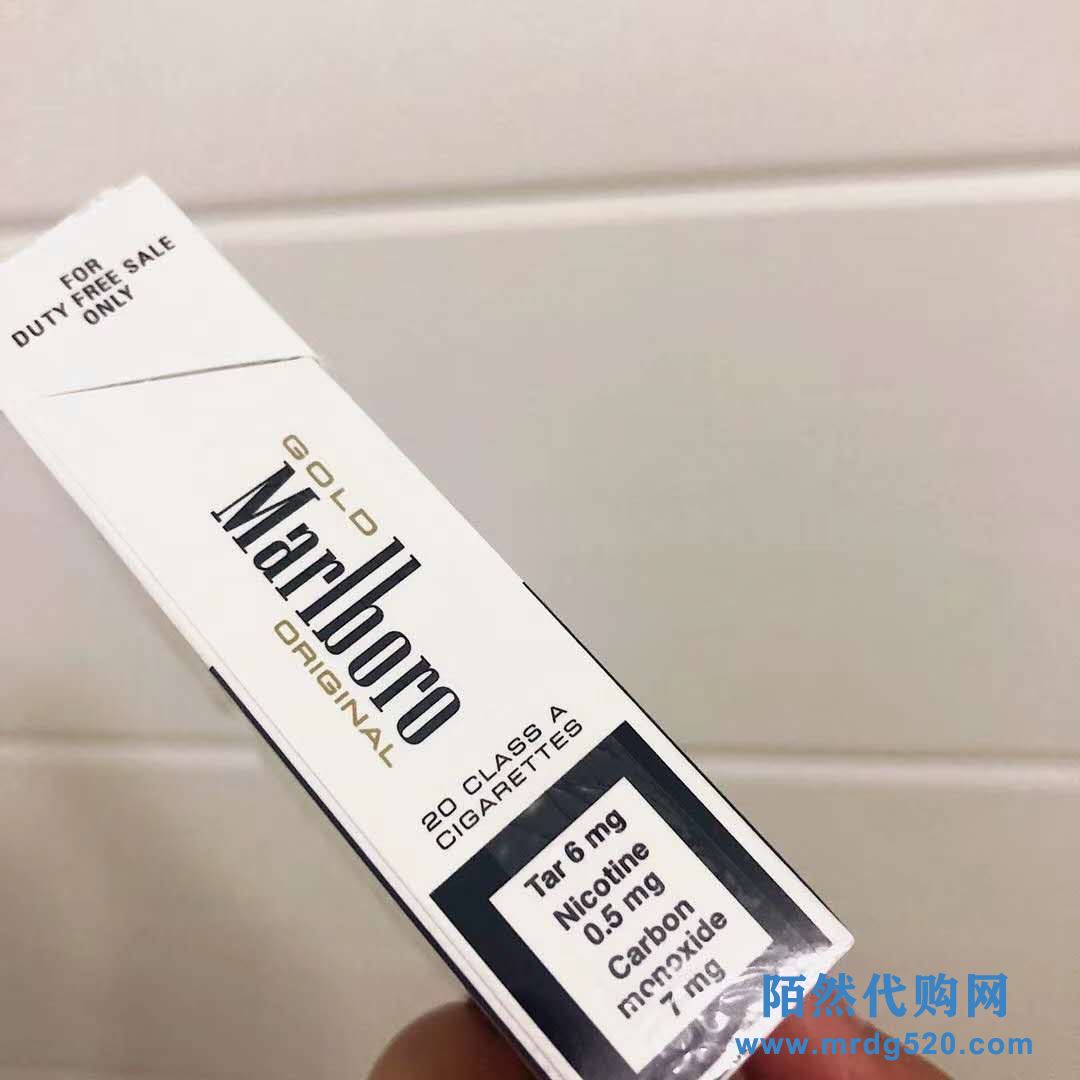 FOR
DUTY FREE SALE
ONLY
GOLD
Marlboro
ORIGINAL
20 CLASS A
CIGARETTES
Tar 6 mg
Nicotine
0.5 mg
Carbon
monoxide
7 mg
陌然代购网
www.mrdg520.com